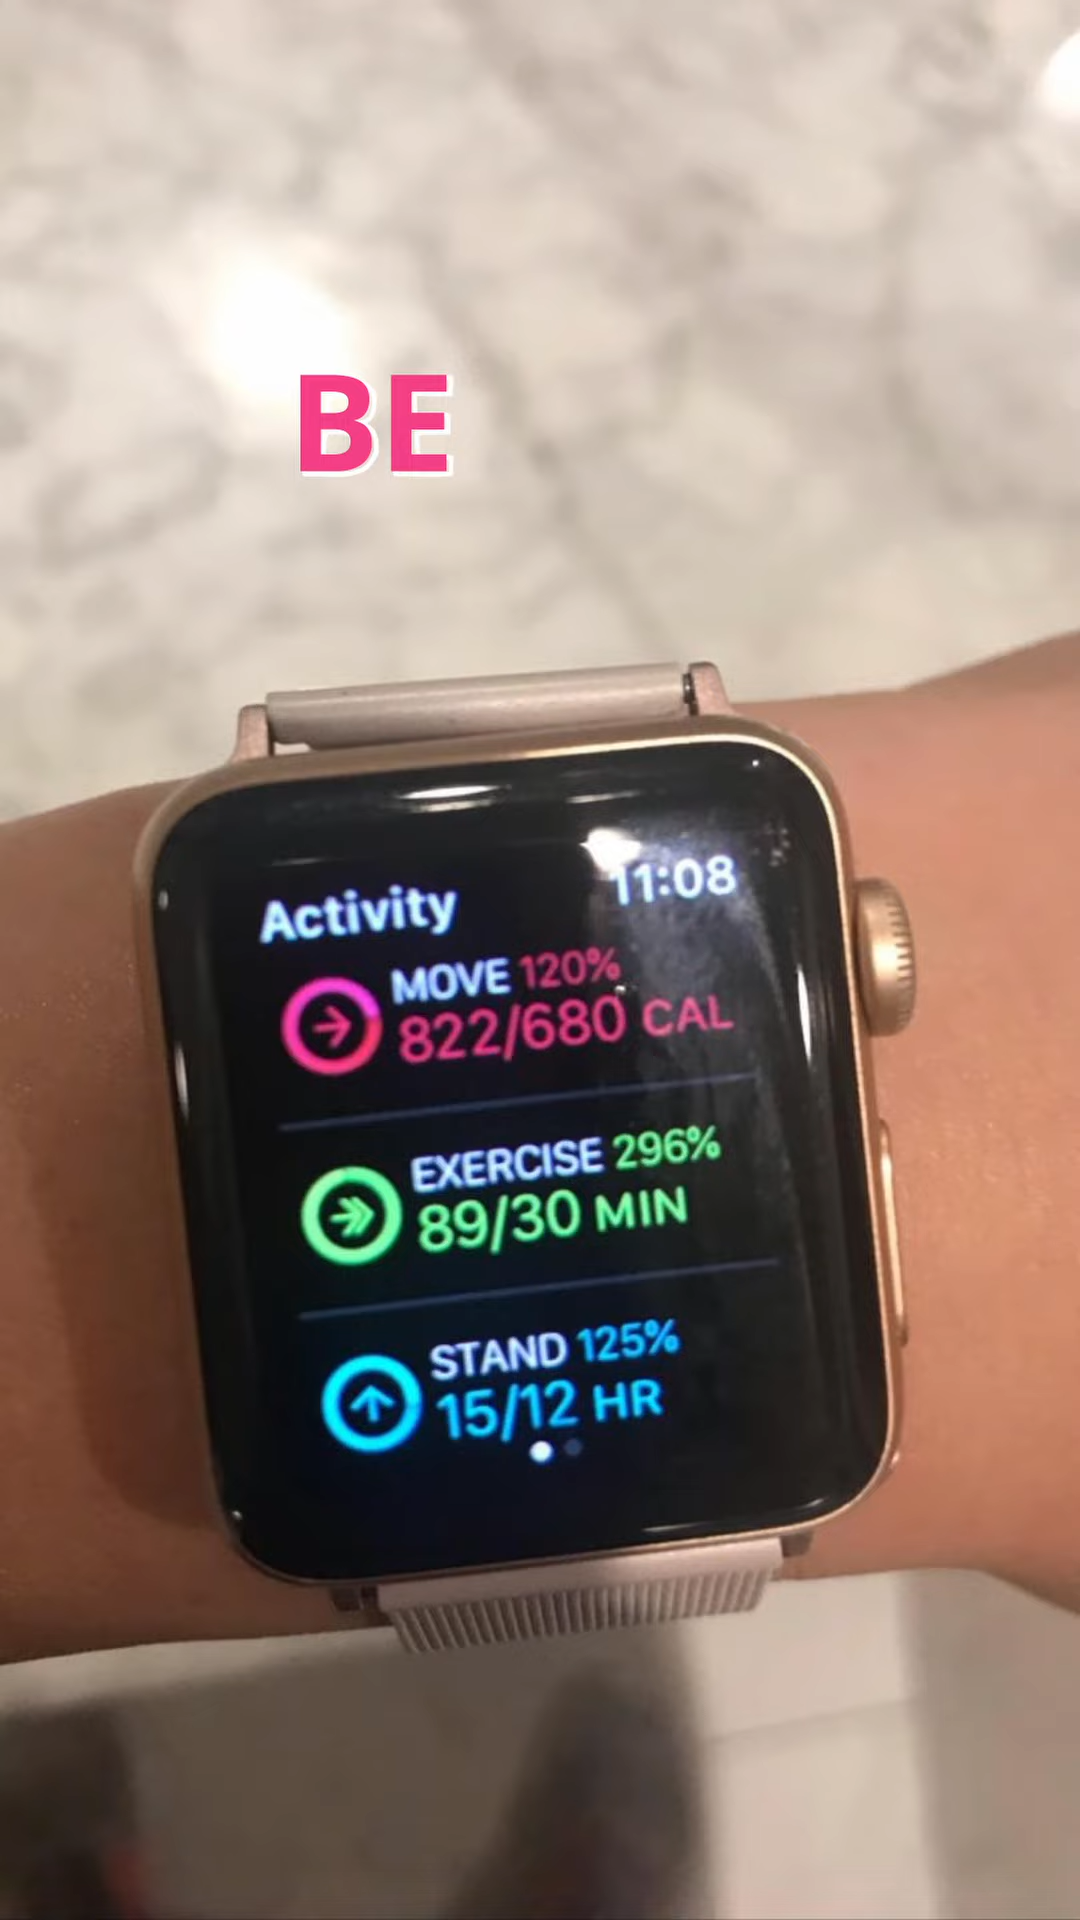 BE
Activity 11:08
MOVE 120%
822/680 CAL
EXERCISE 296%
89/30 MIN
STAND 125%
15/12 HR